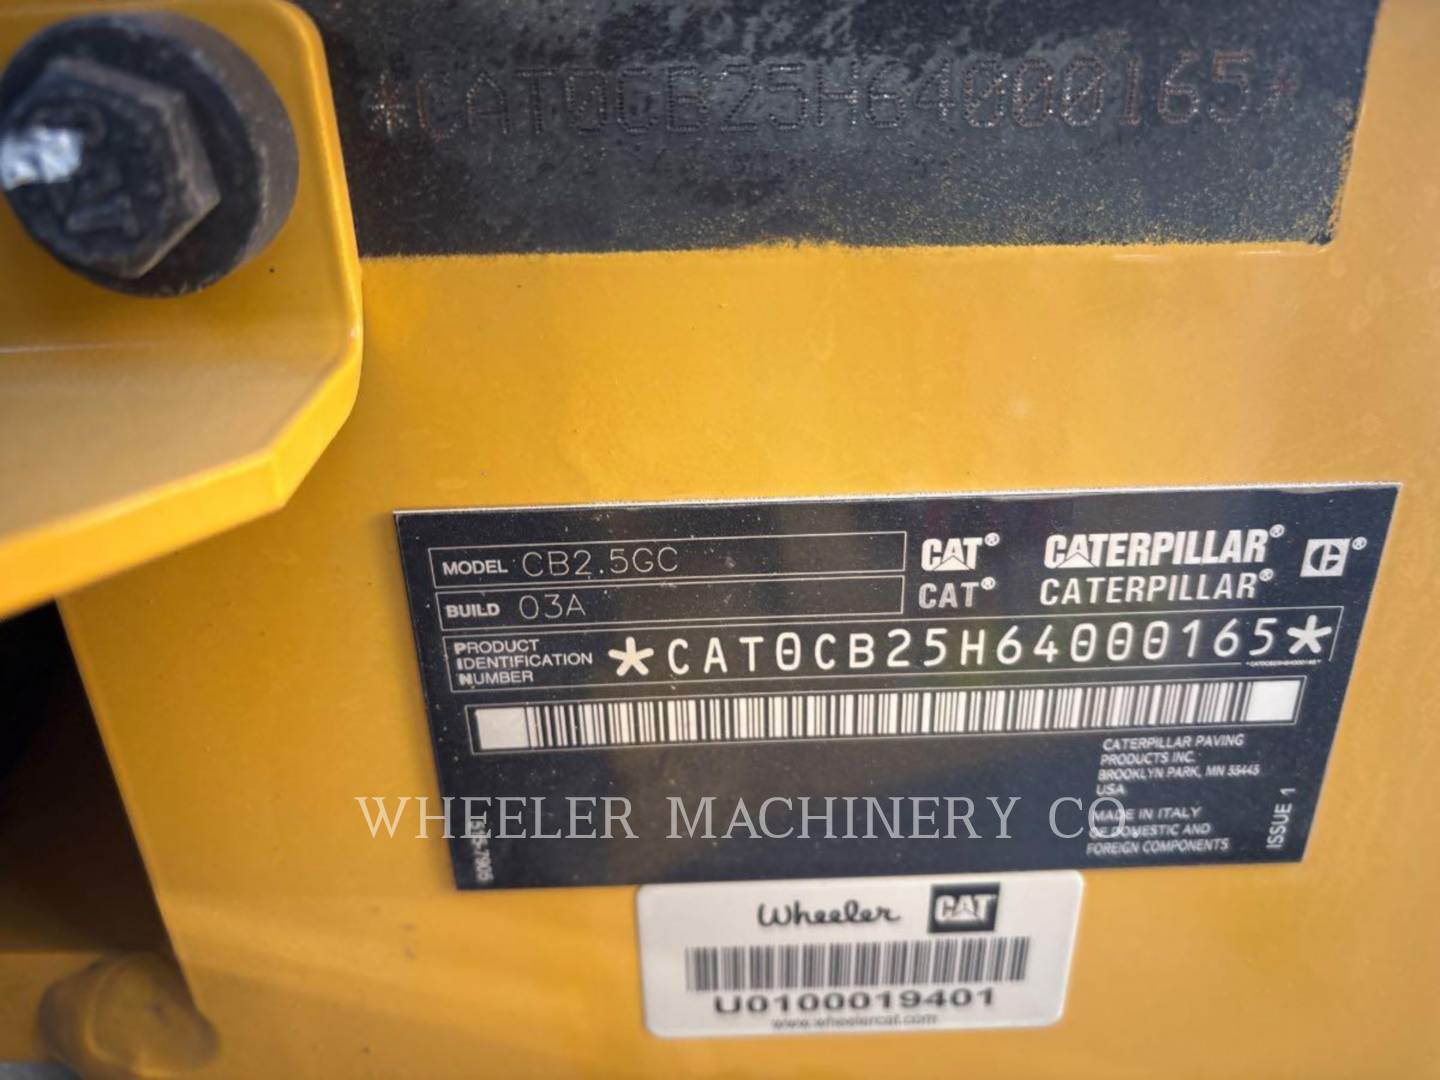 *CAT0CB25H64000165*
MODEL CB2.5GC
CAT® CATERPILLAR®
BUILD 03A
CAT® CATERPILLAR®
PRODUCT IDENTIFICATION NUMBER *CAT0CB25H64000165*
CATERPILLAR PAVING
PRODUCTS INC.
BROOKLYN PARK, MN 55445
USA
MADE IN ITALY
OF DOMESTIC AND
FOREIGN COMPONENTS
ISSUE 1
WHEELER MACHINERY CO.
Wheeler CAT
U0100019401
www.wheelercat.com